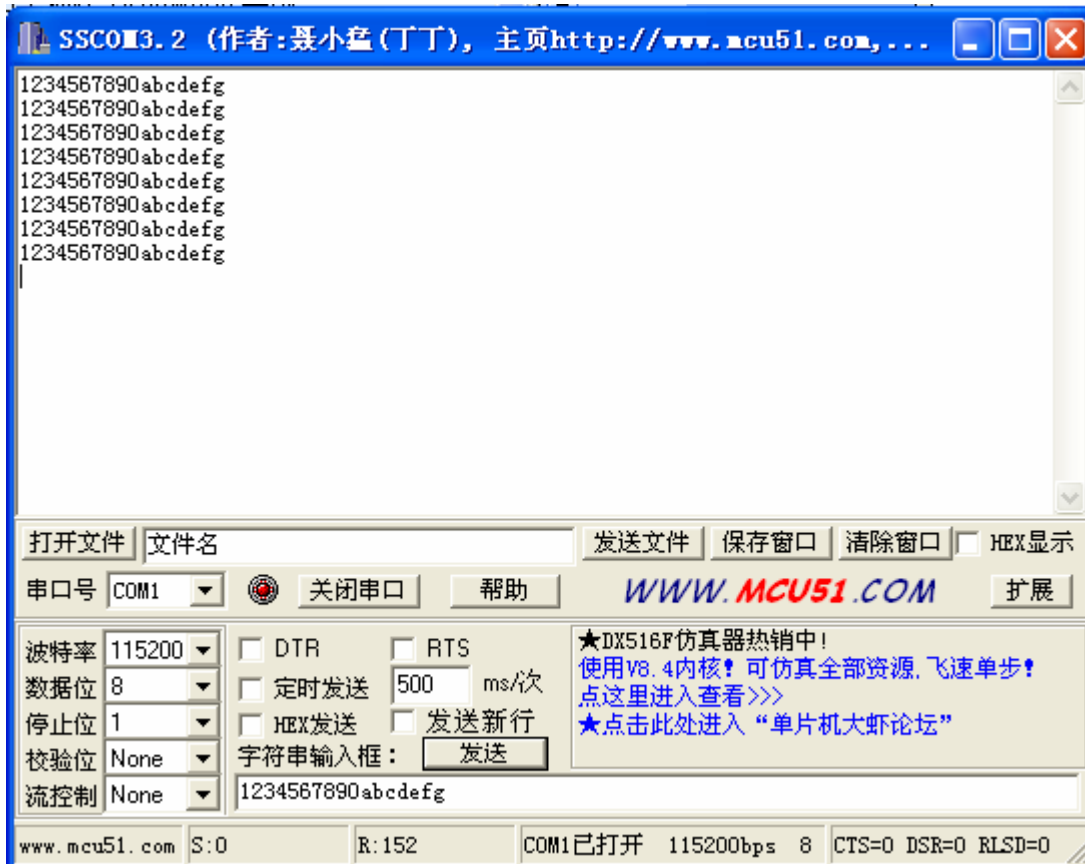 SSCOM3.2 (作者:聂小猛(丁丁), 主页http://www.mcu51.com,...
1234567890abcdefg
1234567890abcdefg
1234567890abcdefg
1234567890abcdefg
1234567890abcdefg
1234567890abcdefg
1234567890abcdefg
1234567890abcdefg
打开文件 文件名 发送文件 保存窗口 清除窗口 HEX显示
串口号 COM1 关闭串口 帮助 WWW.MCU51.COM 扩展
波特率 115200 DTR RTS
数据位 8 定时发送 500 ms/次
停止位 1 HEX发送 发送新行
校验位 None 字符串输入框: 发送
流控制 None 1234567890abcdefg
★DX516F仿真器热销中!
使用V8.4内核! 可仿真全部资源,飞速单步!
点这里进入查看>>>
★点击此处进入“单片机大虾论坛”
www.mcu51.com S:0 R:152 COM1已打开 115200bps 8 CTS=0 DSR=0 RLSD=0